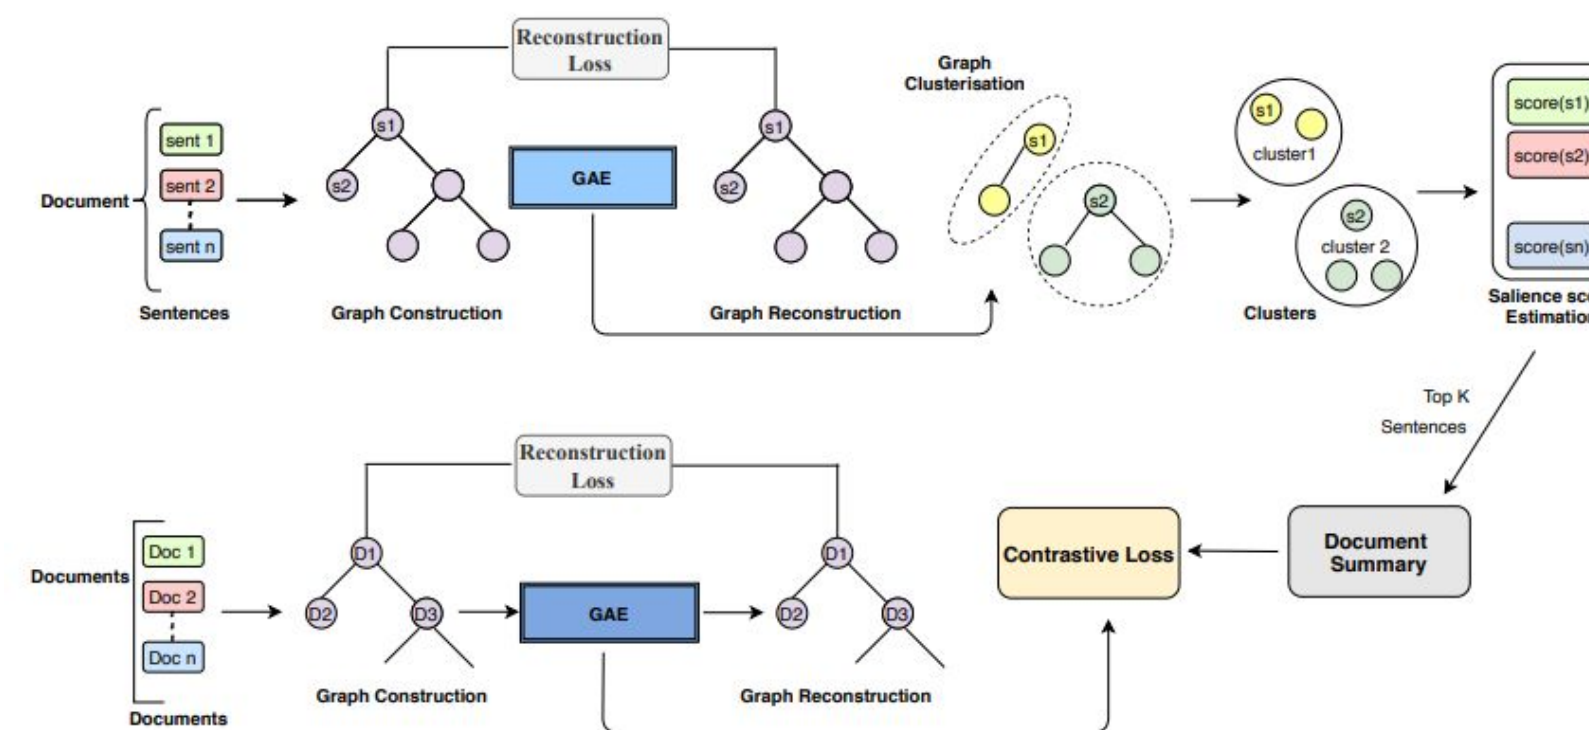 Reconstruction
Loss
Graph
Clusterisation
Document
sent 1
sent 2
sent n
Sentences
s1
s2
Graph Construction
GAE
s1
s2
Graph Reconstruction
s1
s2
s1
cluster1
s2
cluster 2
Clusters
score(s1)
score(s2)
score(sn)
Salience
Top K
Sentences
Reconstruction
Loss
Documents
Doc 1
Doc 2
Doc n
Documents
D1
D2
D3
Graph Construction
GAE
D1
D2
D3
Graph Reconstruction
Contrastive Loss
Document
Summary